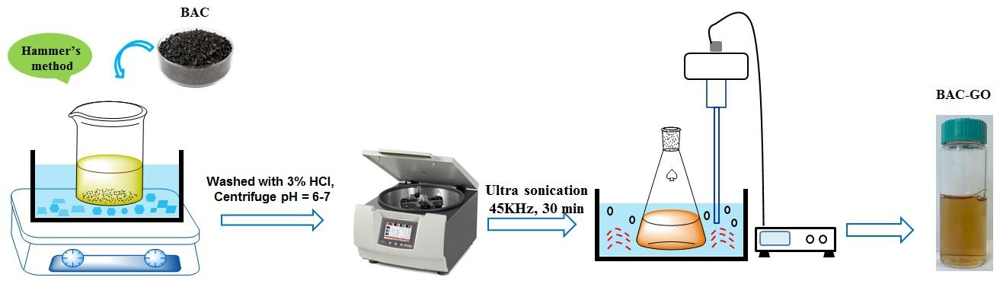 BAC
Hammer's
method
Washed with 3% HCl,
Centrifuge pH = 6-7
Ultra sonication
45KHz, 30 min
BAC-GO